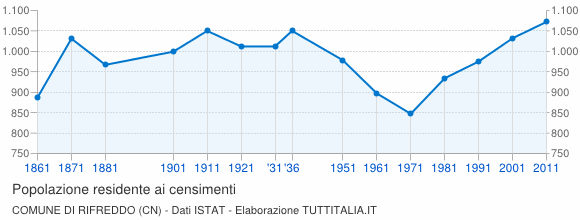 1.100 1.100
1.050 1.050
1.000 1.000
950 950
900 900
850 850
800 800
750 750
1861 1871 1881 1901 1911 1921 '31 '36 1951 1961 1971 1981 1991 2001 2011
Popolazione residente ai censimenti
COMUNE DI RIFREDDO (CN) - Dati ISTAT - Elaborazione TUTTITALIA.IT